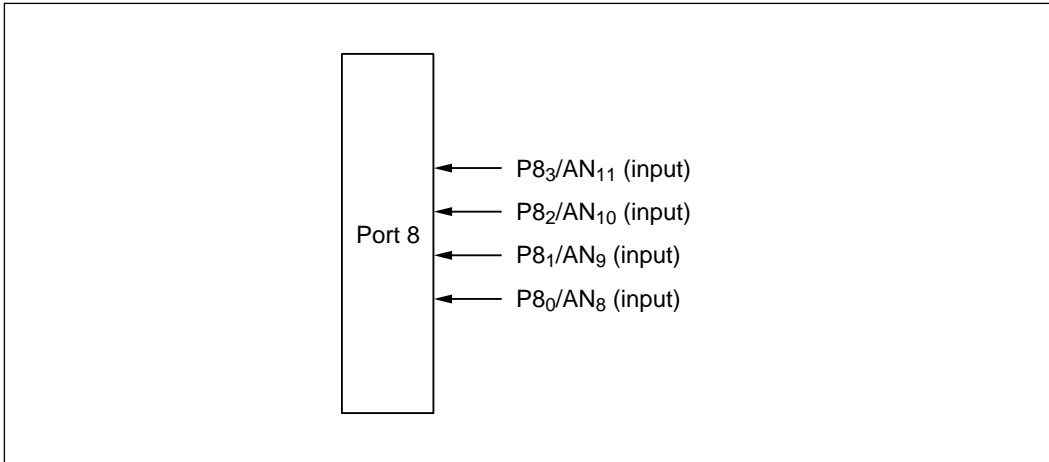 P8₃/AN₁₁ (input)
P8₂/AN₁₀ (input)
Port 8
P8₁/AN₉ (input)
P8₀/AN₈ (input)